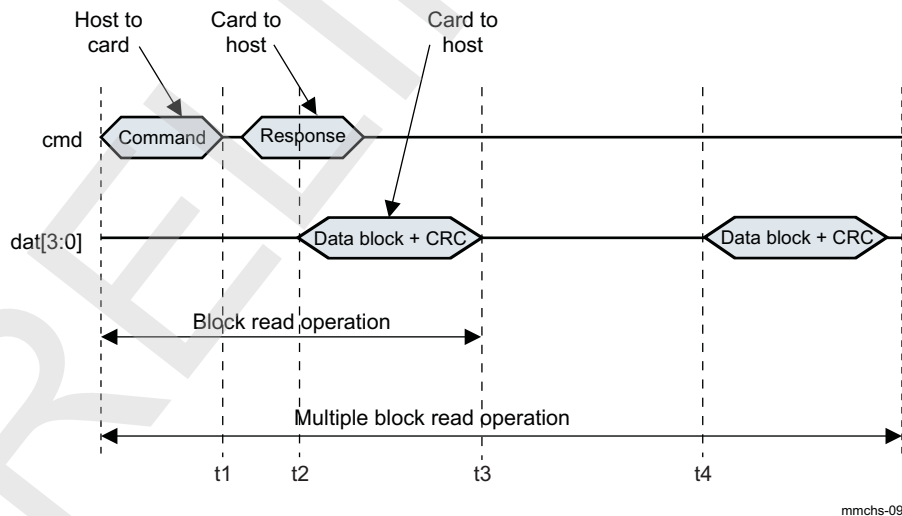 Host to
card
Card to
host
Card to
host
cmd
Command
Response
dat[3:0]
Data block + CRC
Data block + CRC
Block read operation
Multiple block read operation
t1
t2
t3
t4
mmchs-09